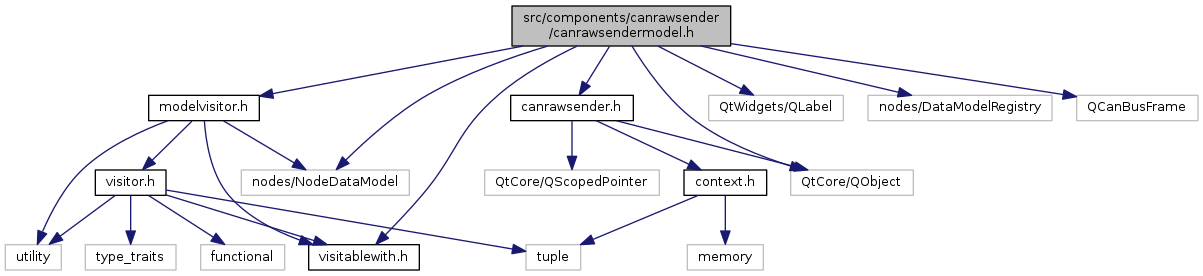 src/components/canrawsender
/canrawsendermodel.h
modelvisitor.h
canrawsender.h
QtWidgets/QLabel
nodes/DataModelRegistry
QCanBusFrame
visitor.h
nodes/NodeDataModel
QtCore/QScopedPointer
context.h
QtCore/QObject
utility
type_traits
functional
visitablewith.h
tuple
memory